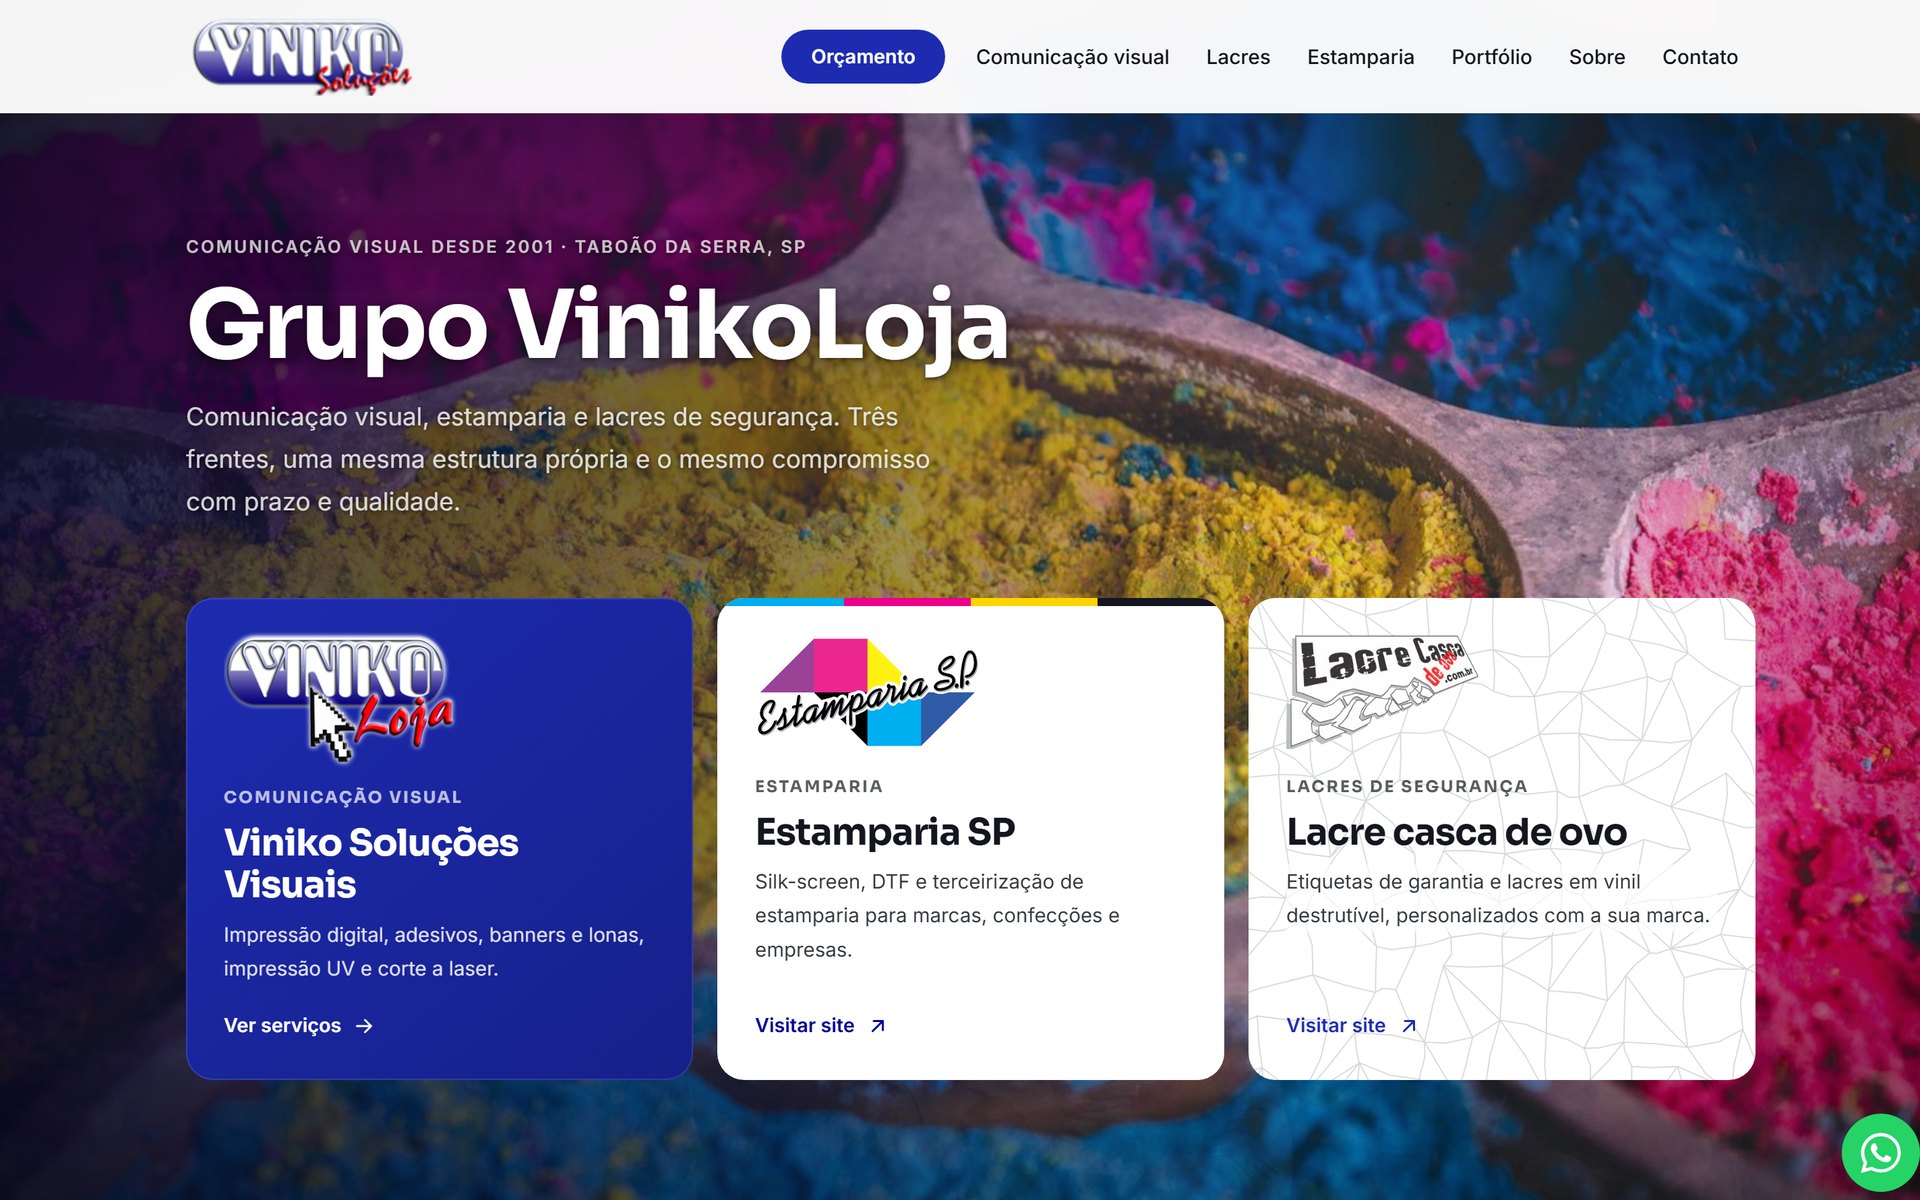 VINIKO
Soluções
Orçamento
Comunicação visual
Lacres
Estamparia
Portfólio
Sobre
Contato
COMUNICAÇÃO VISUAL DESDE 2001 · TABOÃO DA SERRA, SP
Grupo VinikoLoja
Comunicação visual, estamparia e lacres de segurança. Três
frentes, uma mesma estrutura própria e o mesmo compromisso
com prazo e qualidade.
VINIKO
Loja
COMUNICAÇÃO VISUAL
Viniko Soluções
Visuais
Impressão digital, adesivos, banners e lonas,
impressão UV e corte a laser.
Ver serviços
Estamparia S.P.
ESTAMPARIA
Estamparia SP
Silk-screen, DTF e terceirização de
estamparia para marcas, confecções e
empresas.
Visitar site
Lacre Casca
de ovo
.com.br
LACRES DE SEGURANÇA
Lacre casca de ovo
Etiquetas de garantia e lacres em vinil
destrutível, personalizados com a sua marca.
Visitar site